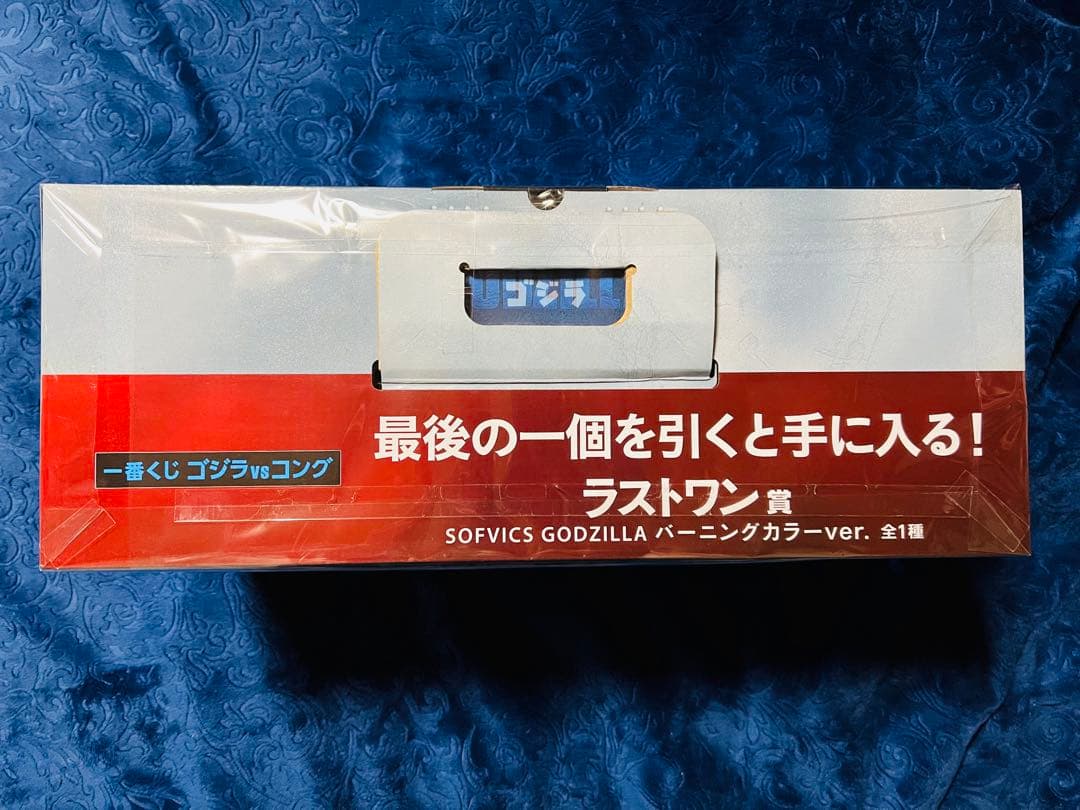 ゴジラ
最後の一個を引くと手に入る!
一番くじ ゴジラvsコング
ラストワン賞
SOFVICS GODZILLA バーニングカラーver. 全1種